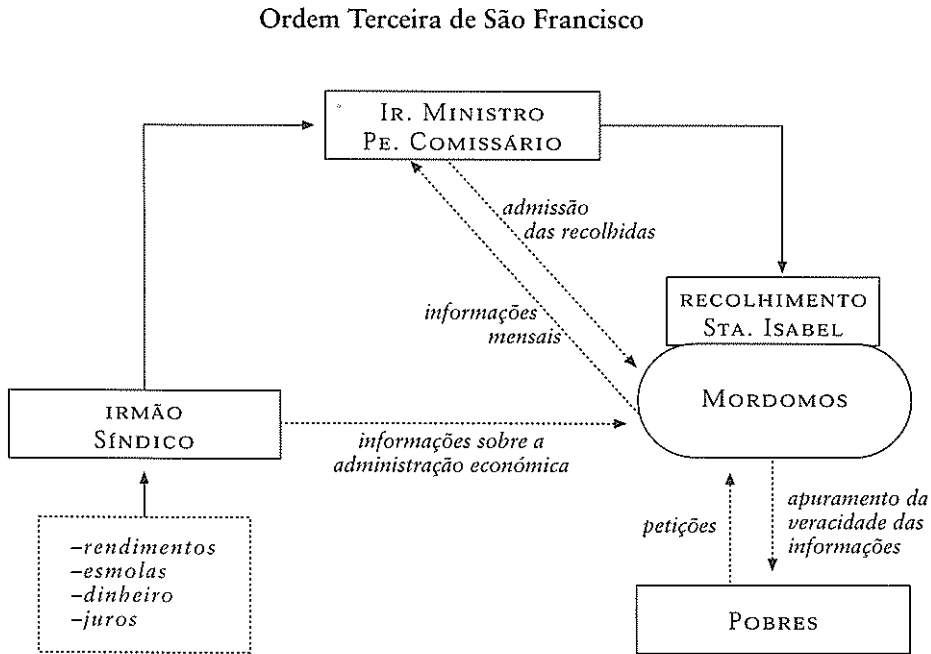 Ordem Terceira de São Francisco
Ir. Ministro
Pe. Comissário
admissão
das recolhidas
informações
mensais
RECOLHIMENTO
Sta. Isabel
Mordomos
IRMÃO
Síndico
informações sobre a
administração económica
–rendimentos
–esmolas
–dinheiro
–juros
petições
apuramento da
veracidade das
informações
Pobres